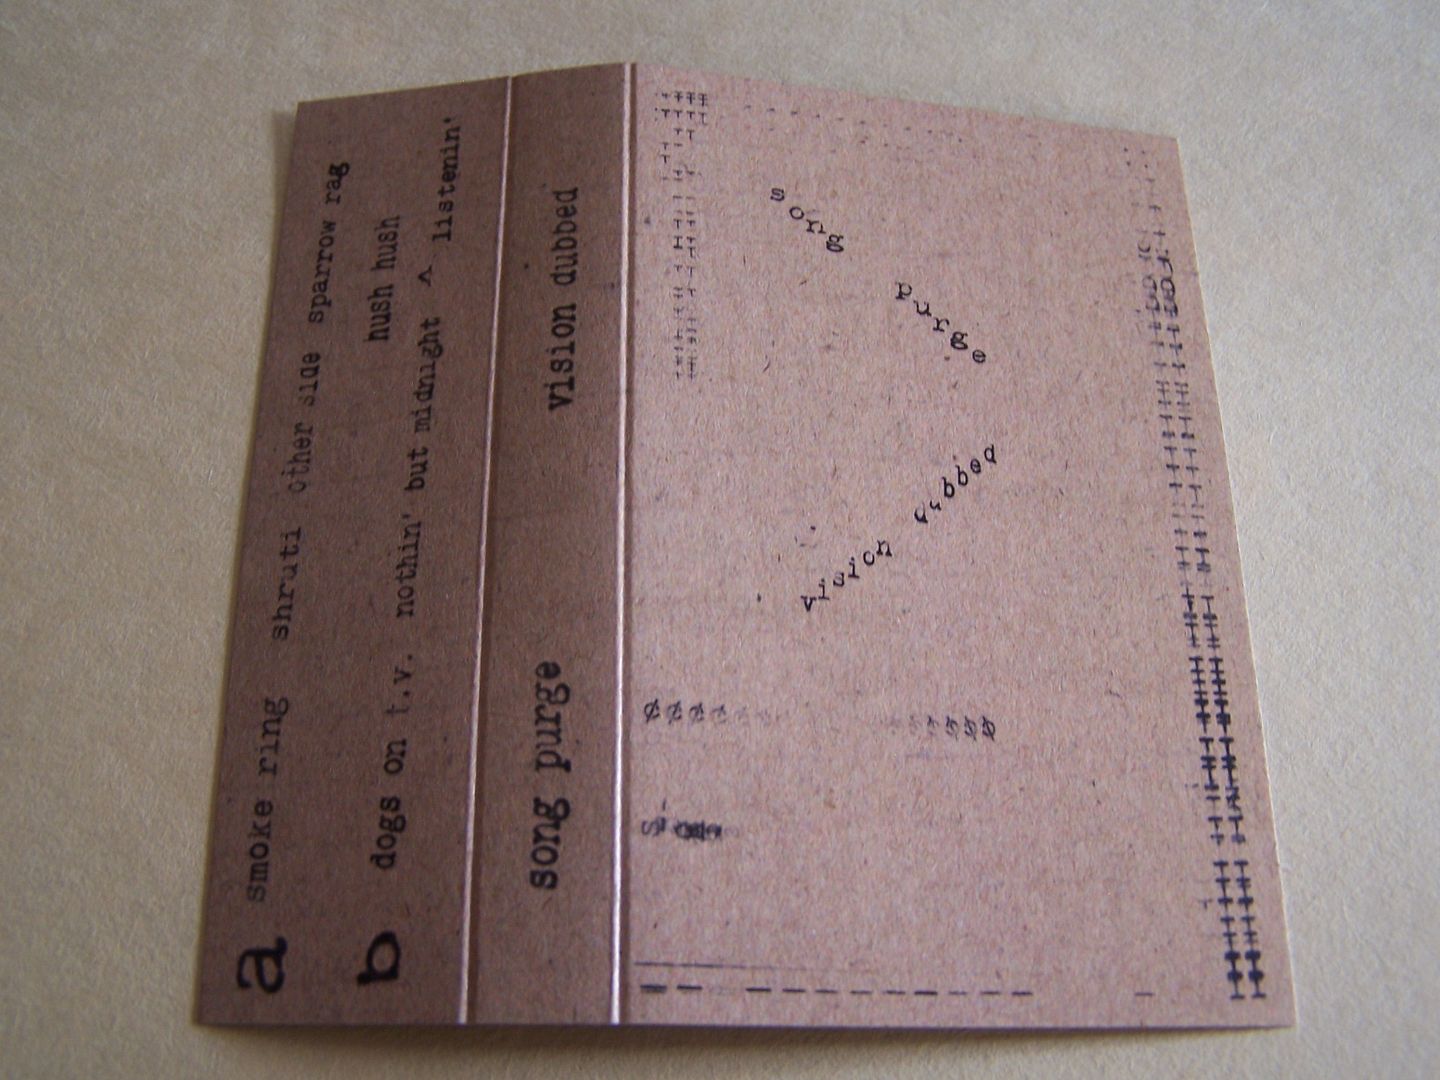 a smoke ring shruti other side sparrow rag
hush hush
b dogs on t.v. nothin' but midnight ^ listenin'
song purge vision dubbed
song purge
vision dubbed